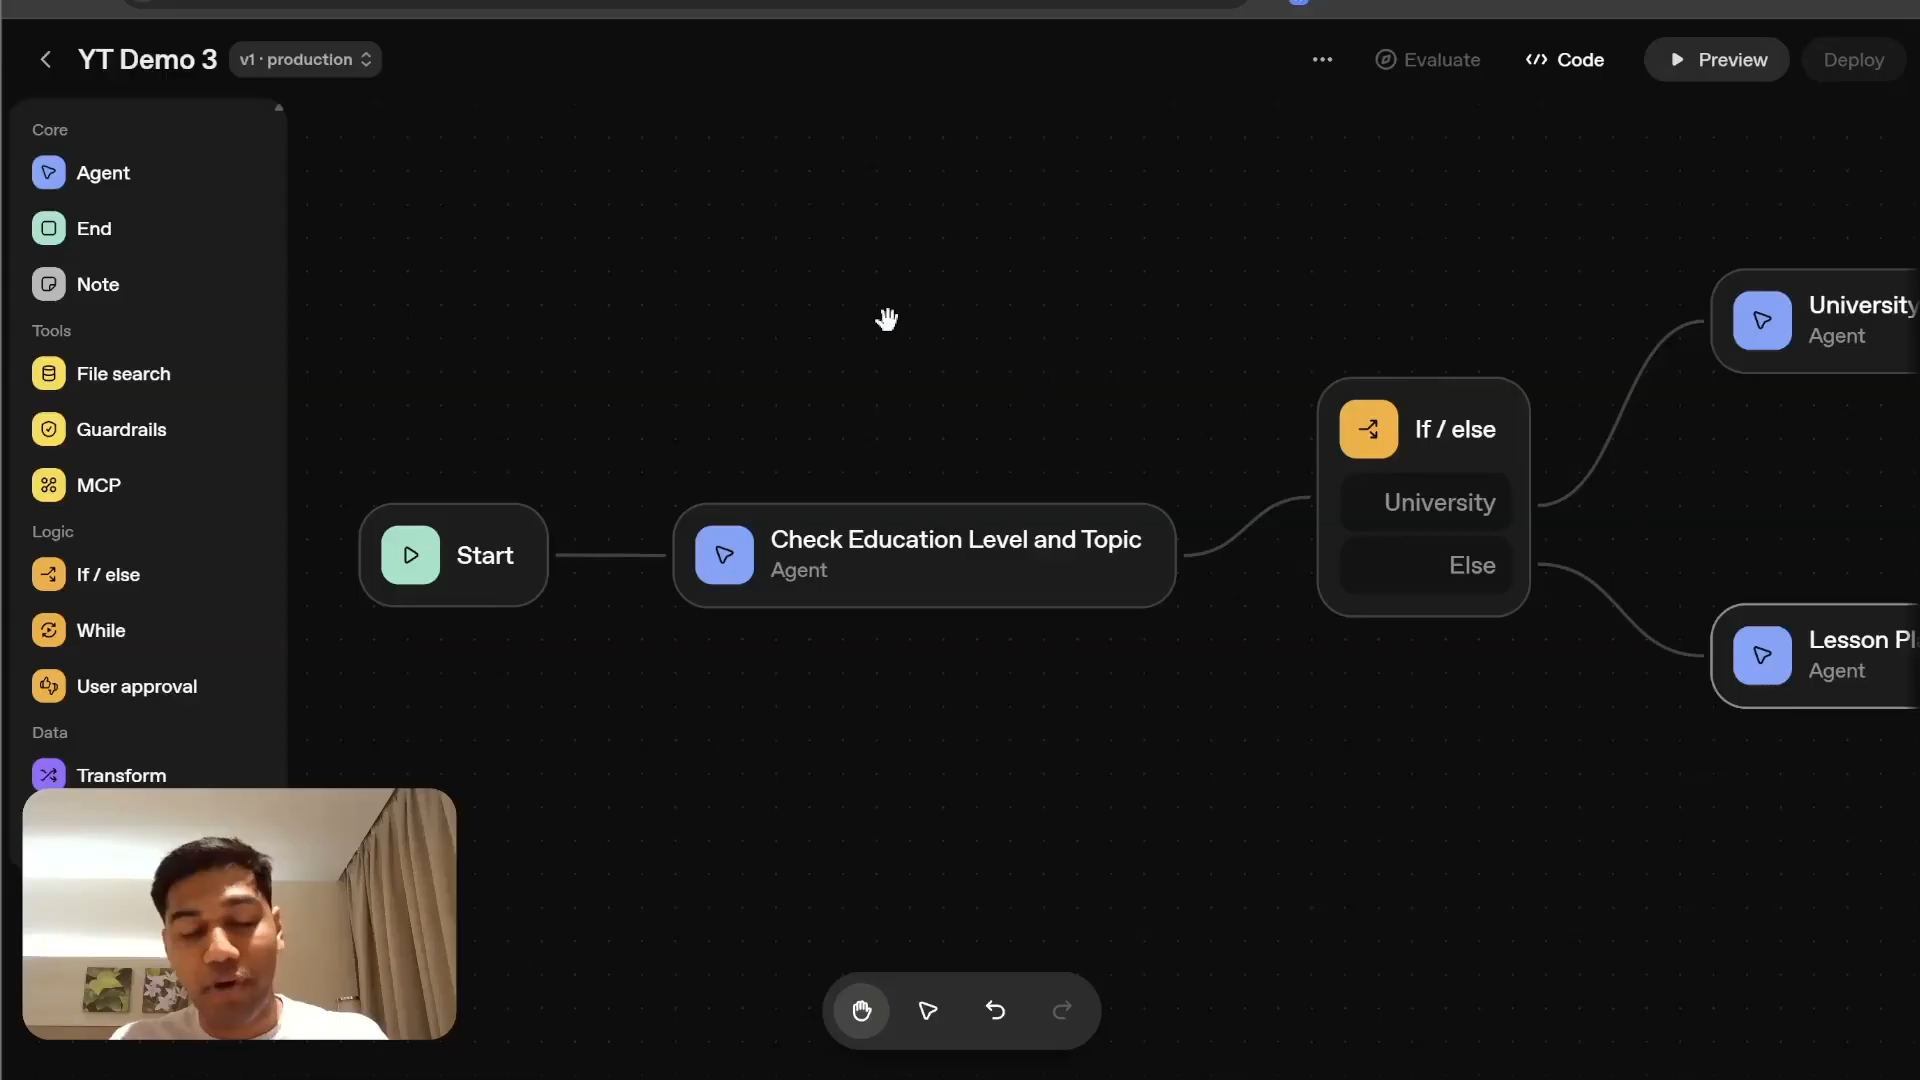 YT Demo 3
v1 · production
Evaluate
Code
Preview
Deploy
Core
Agent
End
Note
Tools
File search
Guardrails
MCP
Logic
If / else
While
User approval
Data
Transform
Start
Check Education Level and Topic
Agent
If / else
University
Else
University
Agent
Lesson
Agent